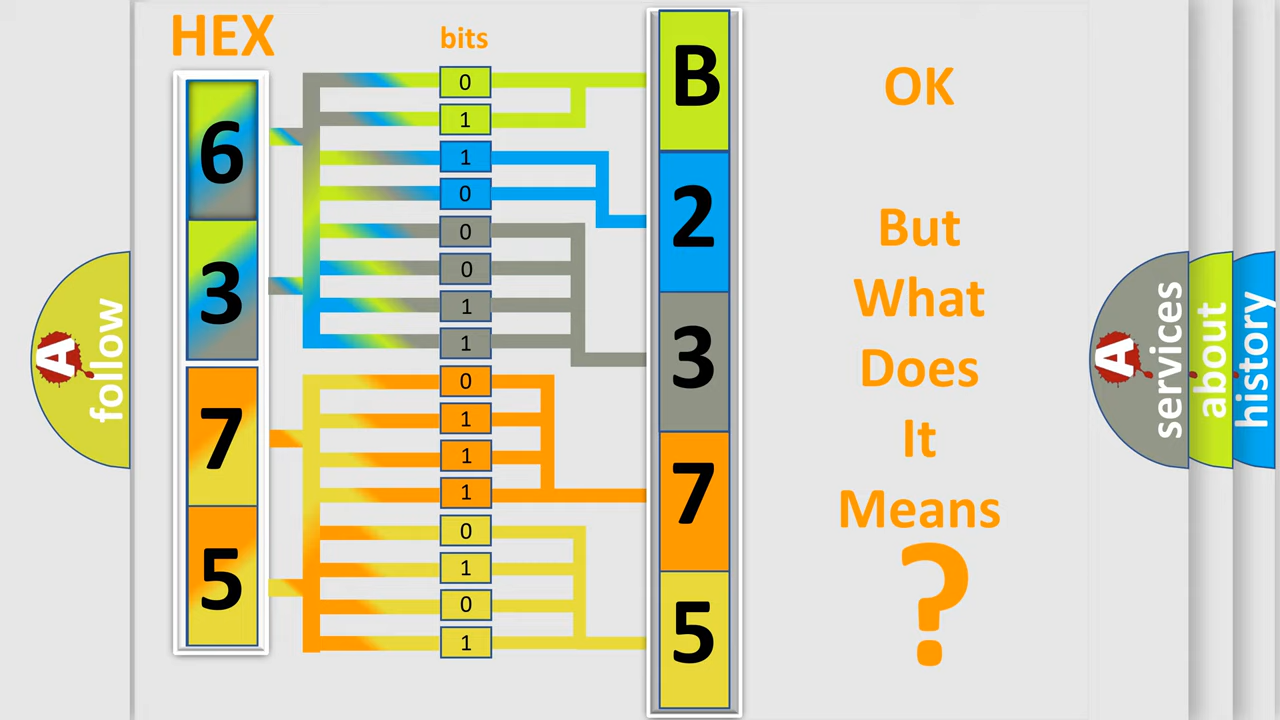 HEX
bits
6
3
7
5
0
1
1
0
0
0
1
1
0
1
1
1
0
1
0
1
B
2
3
7
5
OK
But
What
Does
It
Means
?
A
follow
A
services
about
history